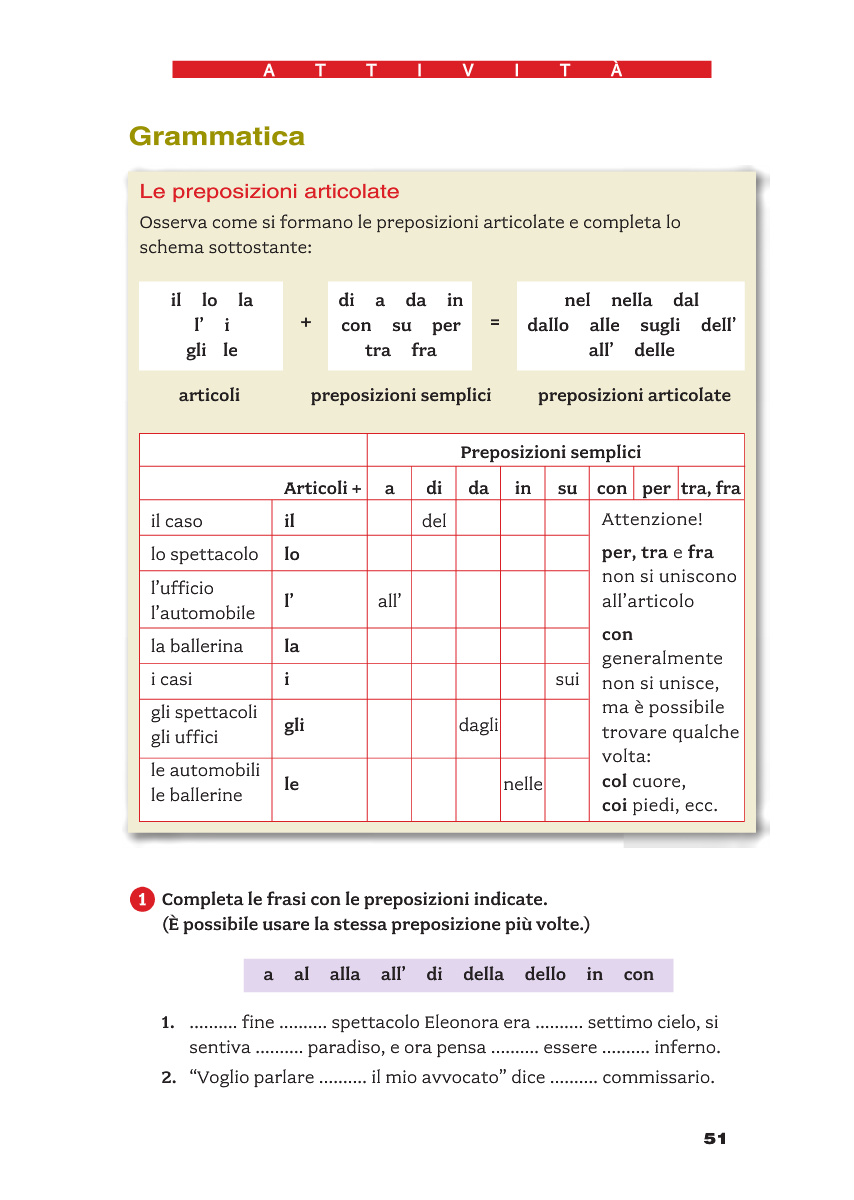 A T T I V I T À
Grammatica
Le preposizioni articolate
Osserva come si formano le preposizioni articolate e completa lo
schema sottostante:
il lo la
l’ i
gli le
+
di a da in
con su per
tra fra
=
nel nella dal
dallo alle sugli dell’
all’ delle
articoli preposizioni semplici preposizioni articolate
Preposizioni semplici
Articoli + a di da in su con per tra, fra
il caso il del
lo spettacolo lo
l’ufficio
l’automobile
l’ all’
la ballerina la
i casi i sui
gli spettacoli
gli uffici
gli dagli
le automobili
le ballerine
le nelle
Attenzione!
per, tra e fra
non si uniscono
all’articolo
con
generalmente
non si unisce,
ma è possibile
trovare qualche
volta:
col cuore,
coi piedi, ecc.
1 Completa le frasi con le preposizioni indicate.
(È possibile usare la stessa preposizione più volte.)
a al alla all’ di della dello in con
1. .......... fine .......... spettacolo Eleonora era .......... settimo cielo, si
sentiva .......... paradiso, e ora pensa .......... essere .......... inferno.
2. “Voglio parlare .......... il mio avvocato” dice .......... commissario.
51